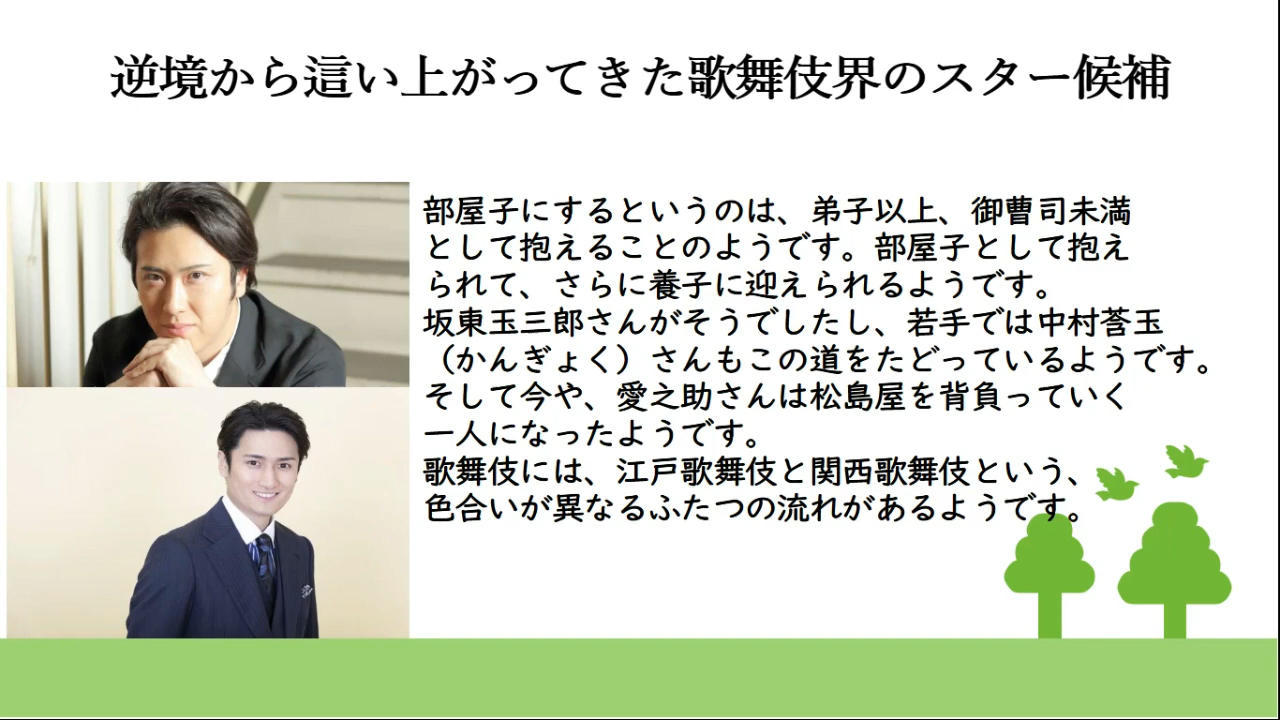 逆境から這い上がってきた歌舞伎界のスター候補
部屋子にするというのは、弟子以上、御曹司未満
として抱えることのようです。部屋子として抱え
られて、さらに養子に迎えられるようです。
坂東玉三郎さんがそうでしたし、若手では中村莟玉
（かんぎょく）さんもこの道をたどっているようです。
そして今や、愛之助さんは松島屋を背負っていく
一人になったようです。
歌舞伎には、江戸歌舞伎と関西歌舞伎という、
色合いが異なるふたつの流れがあるようです。